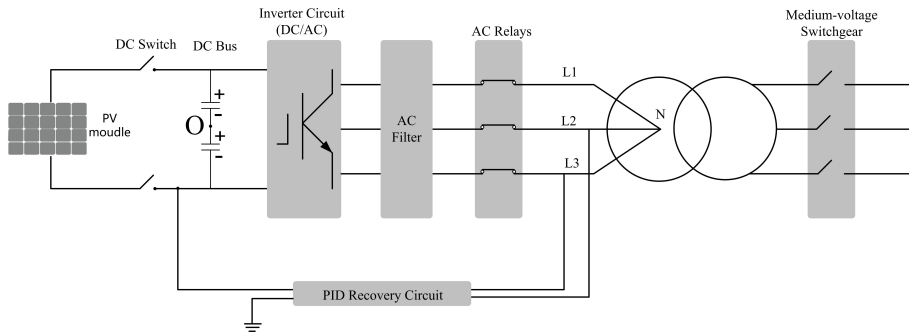 Inverter Circuit
(DC/AC)
AC Relays
Medium-voltage
Switchgear
DC Switch
DC Bus
L1
PV
moudle
+
-
O
+
-
AC
Filter
L2
N
L3
PID Recovery Circuit